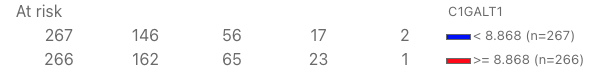 At risk C1GALT1
267 146 56 17 2 < 8.868 (n=267)
266 162 65 23 1 >= 8.868 (n=266)